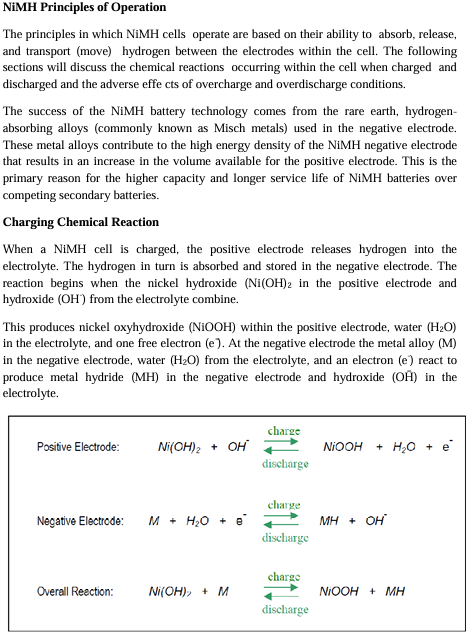 NiMH Principles of Operation
The principles in which NiMH cells operate are based on their ability to absorb, release,
and transport (move) hydrogen between the electrodes within the cell. The following
sections will discuss the chemical reactions occurring within the cell when charged and
discharged and the adverse effe cts of overcharge and overdischarge conditions.
The success of the NiMH battery technology comes from the rare earth, hydrogen-
absorbing alloys (commonly known as Misch metals) used in the negative electrode.
These metal alloys contribute to the high energy density of the NiMH negative electrode
that results in an increase in the volume available for the positive electrode. This is the
primary reason for the higher capacity and longer service life of NiMH batteries over
competing secondary batteries.
Charging Chemical Reaction
When a NiMH cell is charged, the positive electrode releases hydrogen into the
electrolyte. The hydrogen in turn is absorbed and stored in the negative electrode. The
reaction begins when the nickel hydroxide (Ni(OH)₂ in the positive electrode and
hydroxide (OH⁻) from the electrolyte combine.
This produces nickel oxyhydroxide (NiOOH) within the positive electrode, water (H₂O)
in the electrolyte, and one free electron (e⁻). At the negative electrode the metal alloy (M)
in the negative electrode, water (H₂O) from the electrolyte, and an electron (e⁻) react to
produce metal hydride (MH) in the negative electrode and hydroxide (OH⁻) in the
electrolyte.
charge
Positive Electrode: Ni(OH)₂ + OH⁻ ⇄ NiOOH + H₂O + e⁻
discharge
charge
Negative Electrode: M + H₂O + e⁻ ⇄ MH + OH⁻
discharge
charge
Overall Reaction: Ni(OH)₂ + M ⇄ NiOOH + MH
discharge